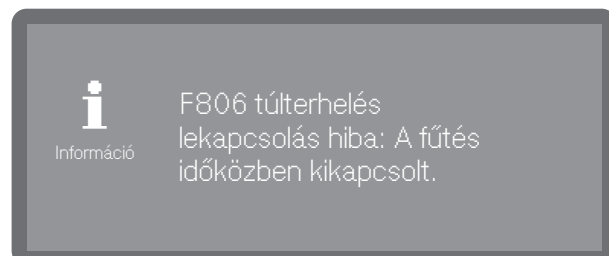 i
Információ
F806 túlterhelés
lekapcsolás hiba: A fűtés
időközben kikapcsolt.